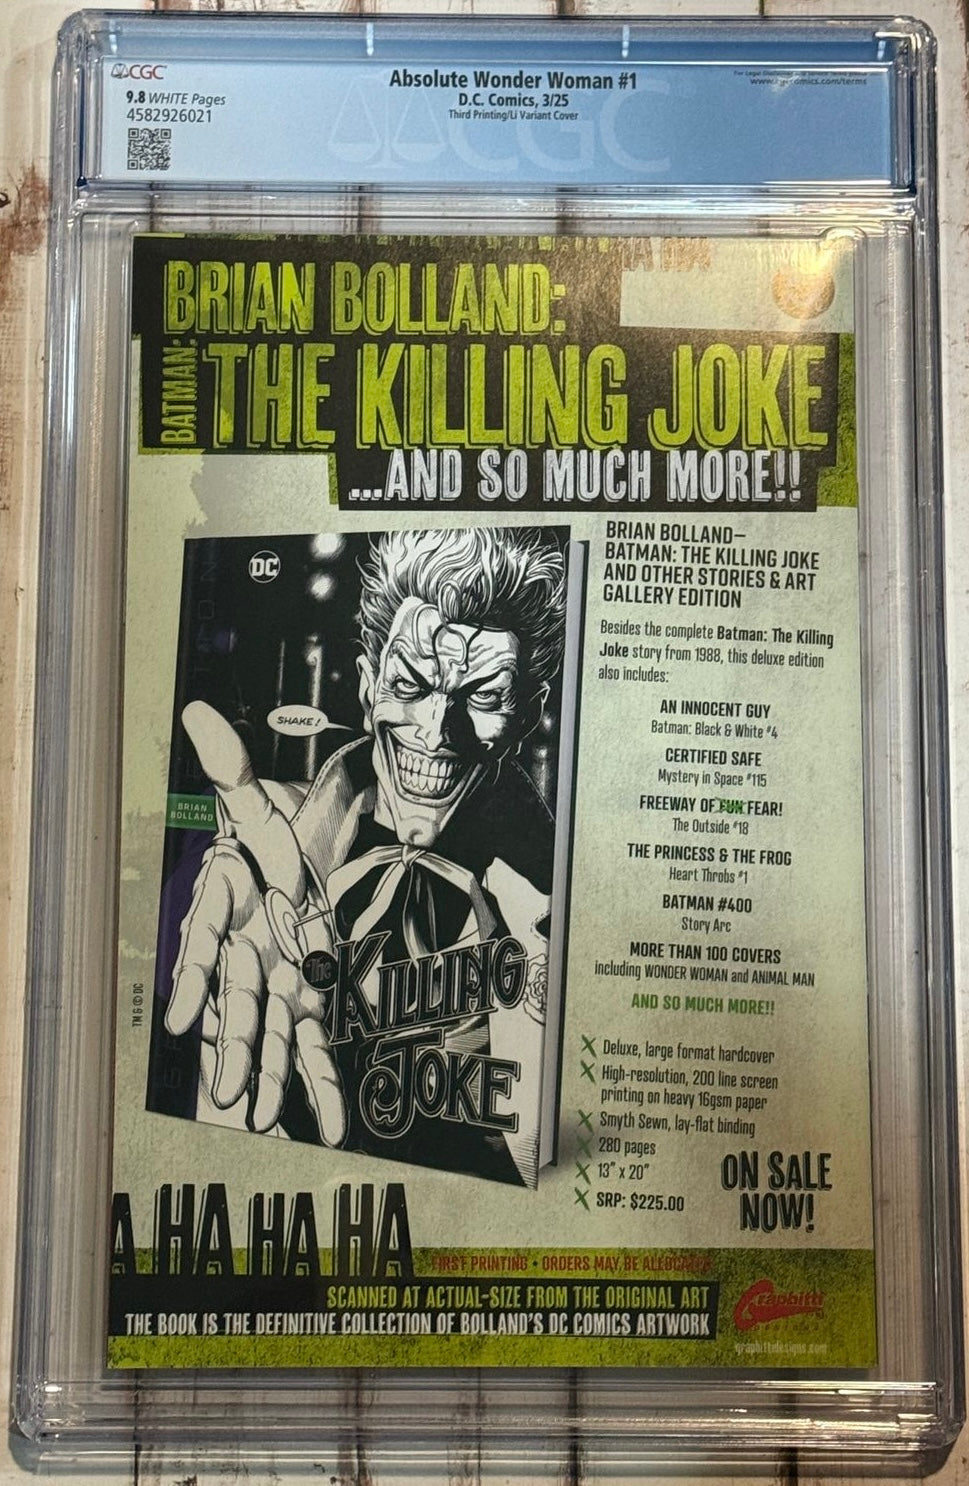 CGC
9.8 WHITE Pages
4582926021
Absolute Wonder Woman #1
D.C. Comics, 3/25
Third Printing/Li Variant Cover
CGC
BRIAN BOLLAND:
BATMAN:
THE KILLING JOKE
...AND SO MUCH MORE!!
DC
SHAKE!
BRIAN
BOLLAND
The
KILLING
JOKE
TM & © DC
BRIAN BOLLAND—
BATMAN: THE KILLING JOKE
AND OTHER STORIES & ART
GALLERY EDITION
Besides the complete Batman: The Killing
Joke story from 1988, this deluxe edition
also includes:
AN INNOCENT GUY
Batman: Black & White #4
CERTIFIED SAFE
Mystery in Space #115
FREEWAY OF FUN FEAR!
The Outside #18
THE PRINCESS & THE FROG
Heart Throbs #1
BATMAN #400
Story Arc
MORE THAN 100 COVERS
including WONDER WOMAN and ANIMAL MAN
AND SO MUCH MORE!!
X Deluxe, large format hardcover
X High-resolution, 200 line screen
printing on heavy 16gsm paper
X Smyth Sewn, lay-flat binding
X 280 pages
X 13" x 20"
X SRP: $225.00
ON SALE
NOW!
A HA HA HA
FIRST PRINTING • ORDERS MAY BE ALLOCATED
SCANNED AT ACTUAL-SIZE FROM THE ORIGINAL ART
THE BOOK IS THE DEFINITIVE COLLECTION OF BOLLAND'S DC COMICS ARTWORK
Graphitti
graphittidesigns.com